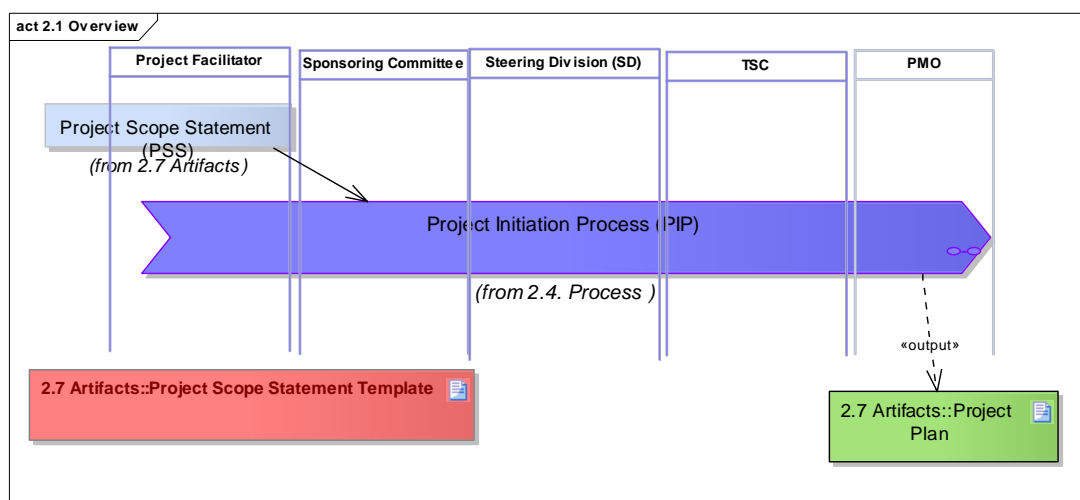 act 2.1 Overview
Project Facilitator
Sponsoring Committee
Steering Division (SD)
TSC
PMO
Project Scope Statement
(PSS)
(from 2.7 Artifacts)
Project Initiation Process (PIP)
(from 2.4. Process )
«output»
2.7 Artifacts::Project Scope Statement Template
2.7 Artifacts::Project
Plan